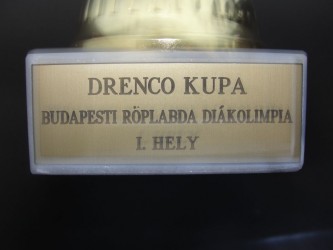 DRENCO KUPA
BUDAPESTI RÖPLABDA DIÁKOLIMPIA
I. HELY